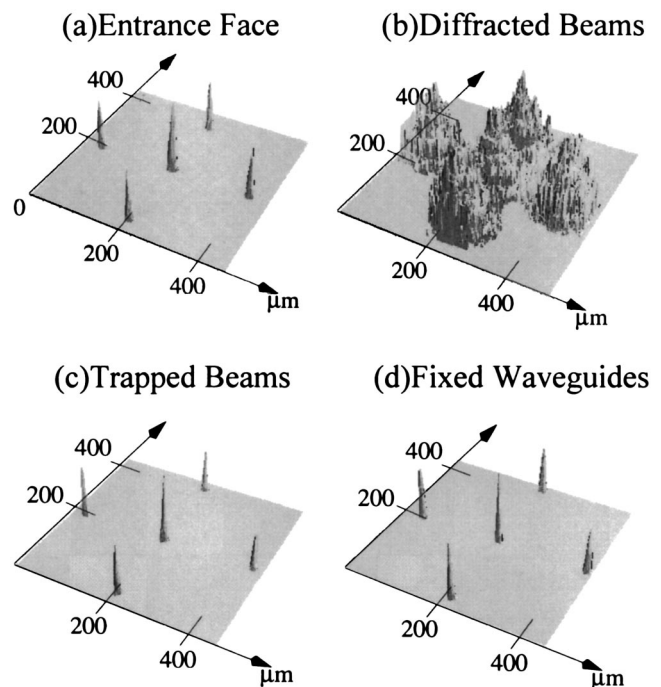 (a)Entrance Face
(b)Diffracted Beams
400
200
0
200
400
μm
400
200
200
400
μm
(c)Trapped Beams
(d)Fixed Waveguides
400
200
200
400
μm
400
200
200
400
μm